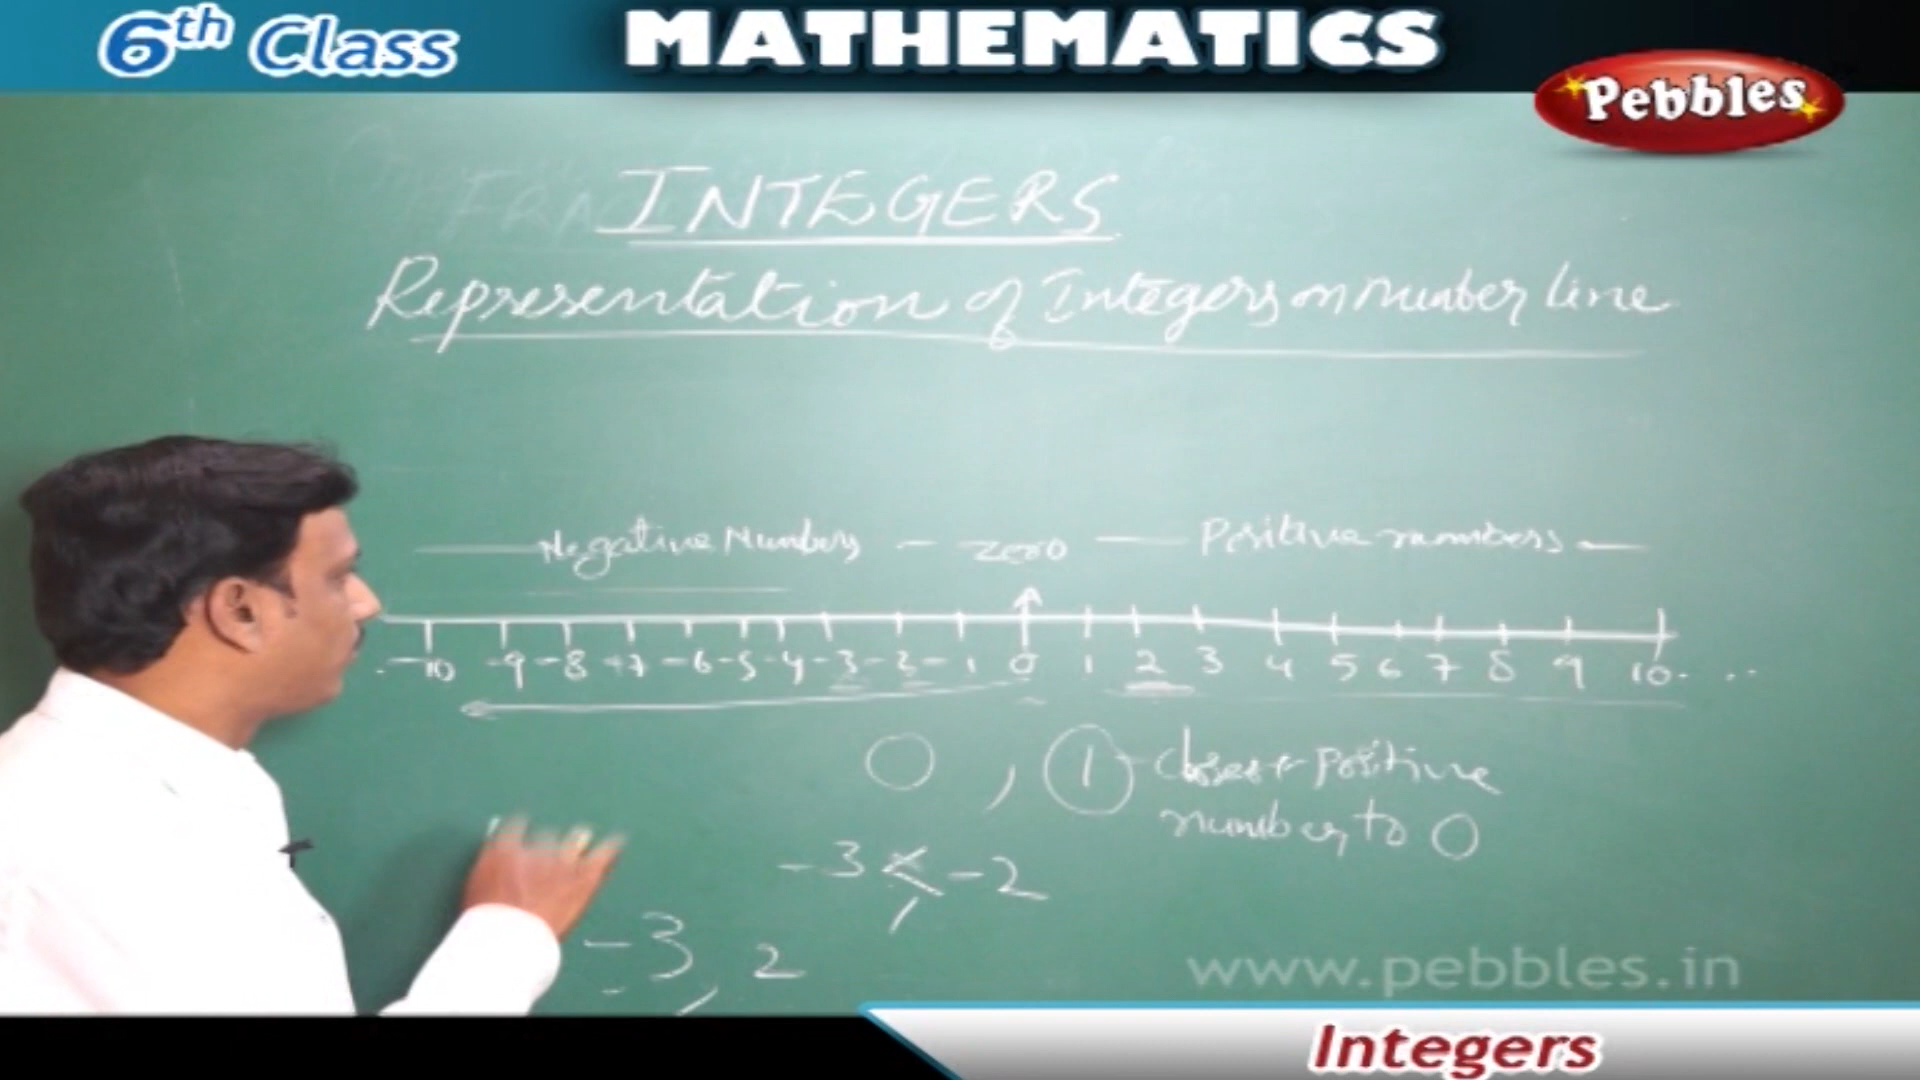 6th Class
MATHEMATICS
Pebbles
INTEGERS
Representation of Integers on number line
Negative Numbers – zero — Positive numbers —
-10 -9 -8 -7 -6 -5 -4 -3 -2 -1 0 1 2 3 4 5 6 7 8 9 10. . .
0 , 1 - closest positive
number to 0
-3 < -2
-3, 2
www.pebbles.in
Integers